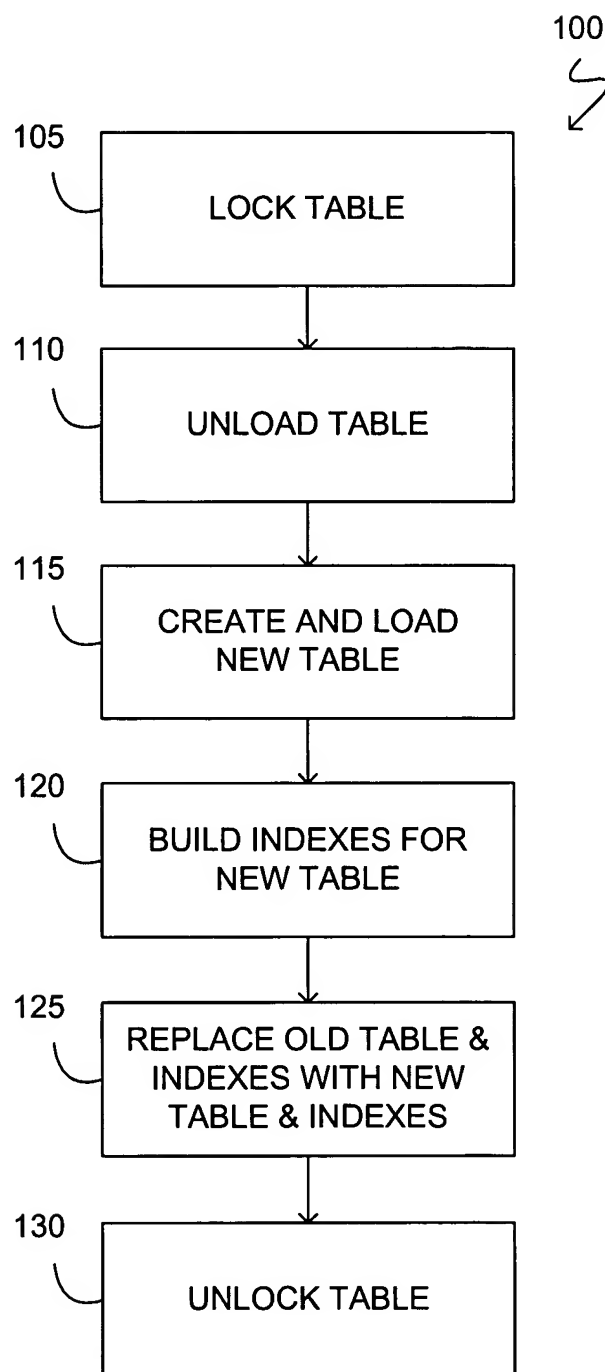 100
105
LOCK TABLE
110
UNLOAD TABLE
115
CREATE AND LOAD
NEW TABLE
120
BUILD INDEXES FOR
NEW TABLE
125
REPLACE OLD TABLE &
INDEXES WITH NEW
TABLE & INDEXES
130
UNLOCK TABLE